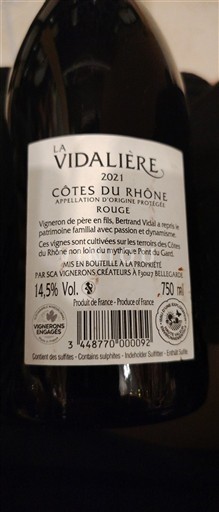 LA
VIDALIÈRE
2021
CÔTES DU RHÔNE
APPELLATION D'ORIGINE PROTÉGÉE
ROUGE
Vigneron de père en fils, Bertrand Vidal a repris le
patrimoine familial avec passion et dynamisme.
Ces vignes sont cultivées sur les terroirs des Côtes
du Rhône non loin du mythique Pont du Gard.
MIS EN BOUTEILLE À LA PROPRIÉTÉ
PAR SCA VIGNERONS CRÉATEURS À F30127 BELLEGARDE
14,5% Vol. 750 ml
Produit de France - Produce of France
VIGNERONS
ENGAGÉS
3 448770 000092
Contient des sulfites - Contains sulphites - Indeholder Sulfitter -